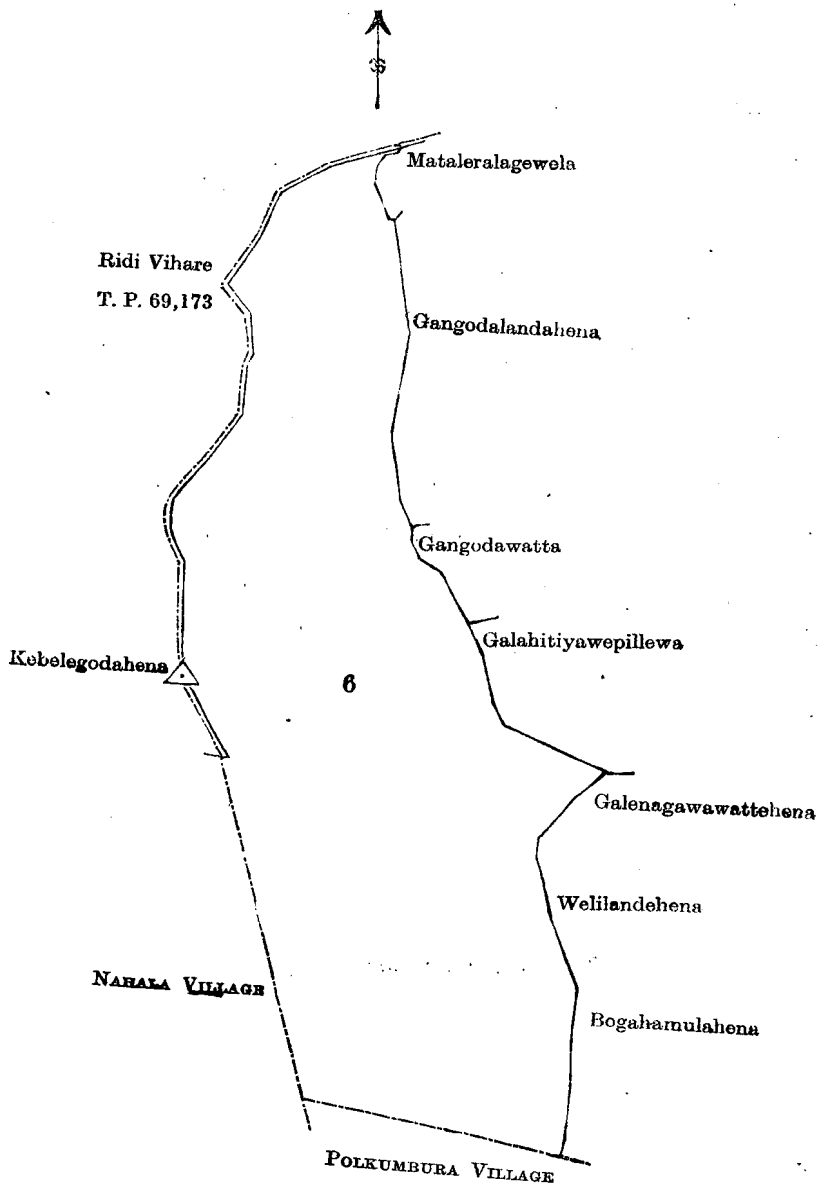 Mataleralagewela
Ridi Vihare
T. P. 69,173
Gangodalandahena
Gangodawatta
Galahitiyawepillewa
Kebelegodahena
6
Galenagawawattehena
Welilandehena
NAHALA VILLAGE
Bogahamulahena
POLKUMBURA VILLAGE